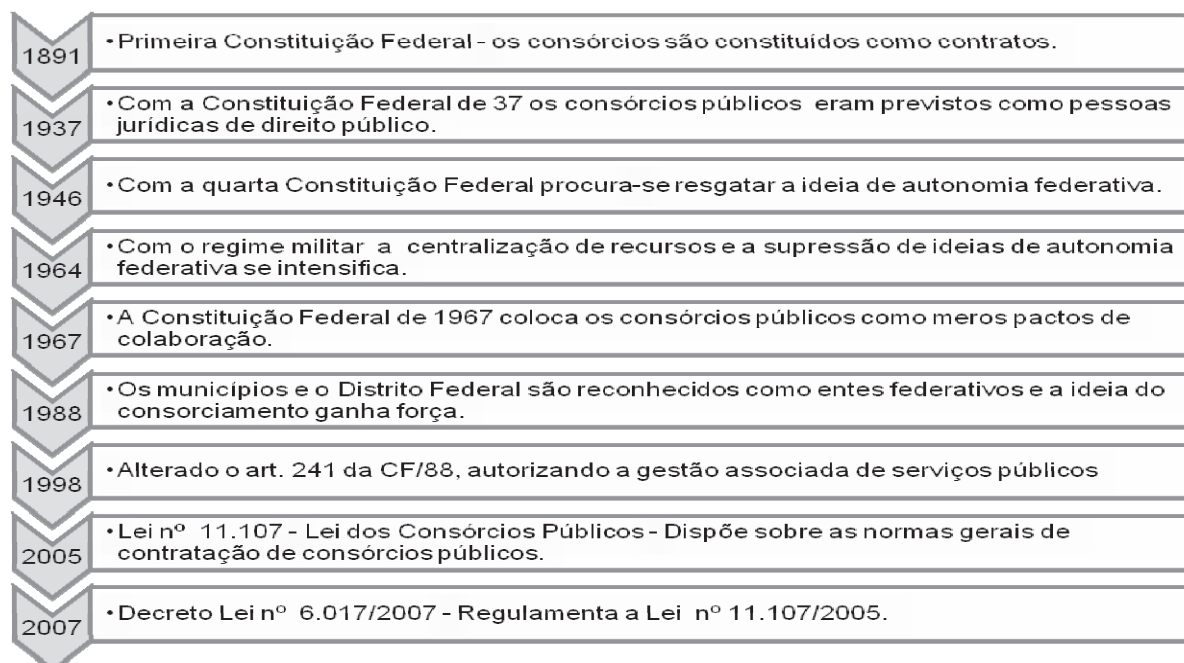 1891
•Primeira Constituição Federal - os consórcios são constituídos como contratos.
1937
•Com a Constituição Federal de 37 os consórcios públicos eram previstos como pessoas
jurídicas de direito público.
1946
•Com a quarta Constituição Federal procura-se resgatar a ideia de autonomia federativa.
1964
•Com o regime militar a centralização de recursos e a supressão de ideias de autonomia
federativa se intensifica.
1967
•A Constituição Federal de 1967 coloca os consórcios públicos como meros pactos de
colaboração.
1988
•Os municípios e o Distrito Federal são reconhecidos como entes federativos e a ideia do
consorciamento ganha força.
1998
•Alterado o art. 241 da CF/88, autorizando a gestão associada de serviços públicos
2005
•Lei nº 11.107 - Lei dos Consórcios Públicos - Dispõe sobre as normas gerais de
contratação de consórcios públicos.
2007
•Decreto Lei nº 6.017/2007 - Regulamenta a Lei nº 11.107/2005.